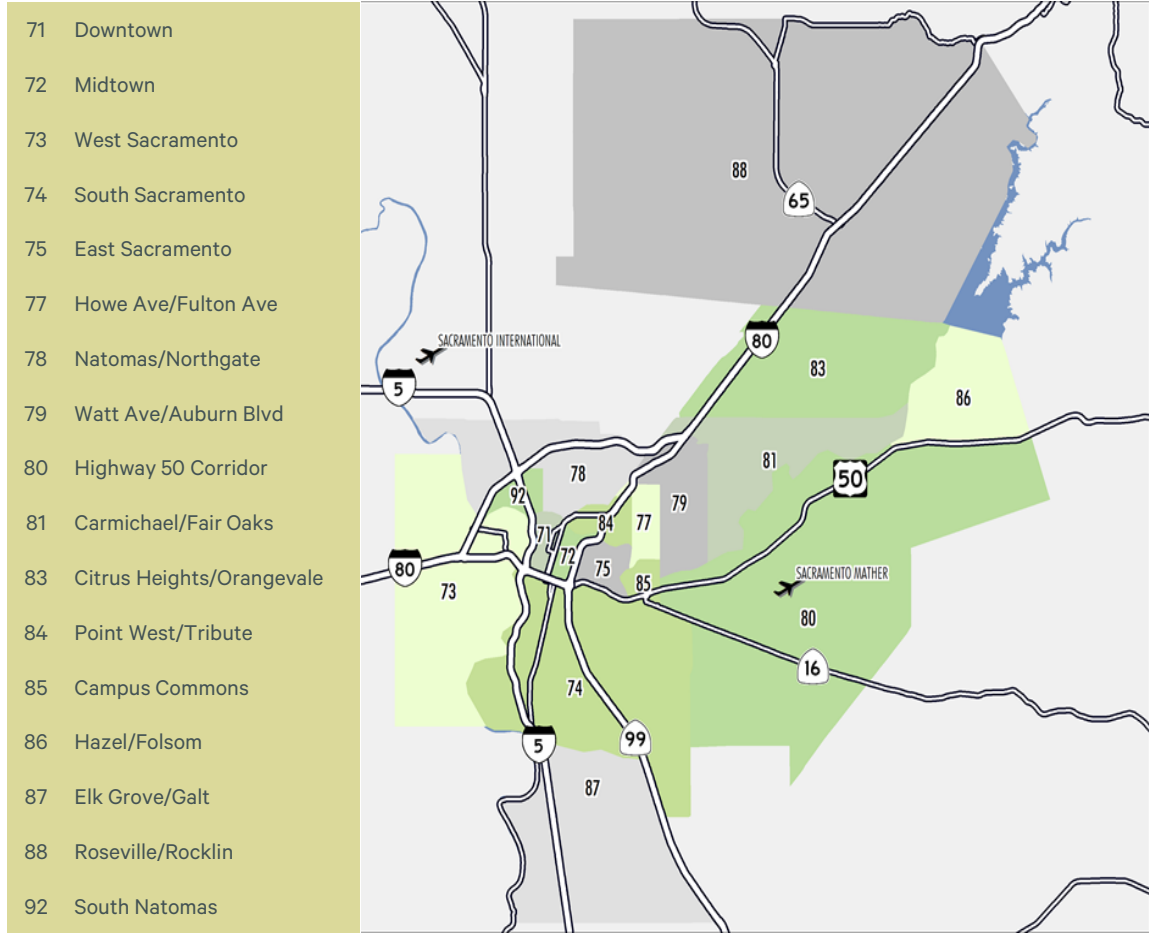 71 Downtown
72 Midtown
73 West Sacramento
74 South Sacramento
75 East Sacramento
77 Howe Ave/Fulton Ave
78 Natomas/Northgate
79 Watt Ave/Auburn Blvd
80 Highway 50 Corridor
81 Carmichael/Fair Oaks
83 Citrus Heights/Orangevale
84 Point West/Tribute
85 Campus Commons
86 Hazel/Folsom
87 Elk Grove/Galt
88 Roseville/Rocklin
92 South Natomas
88
65
80
SACRAMENTO INTERNATIONAL
83
5
86
81
78
50
92
79
84
77
71
72
75
80
85
SACRAMENTO MATHER
73
80
16
74
99
5
87